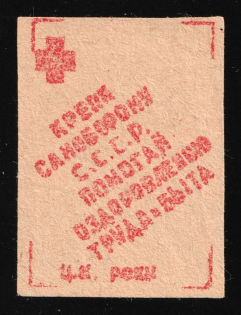 КРЕПИ
САНОБОРОНУ
С.С.С.Р.
ПОМОГАЙ
ОЗДОРОВЛЕНИЮ
ТРУДА-БЫТА
Ц.К. РОКК